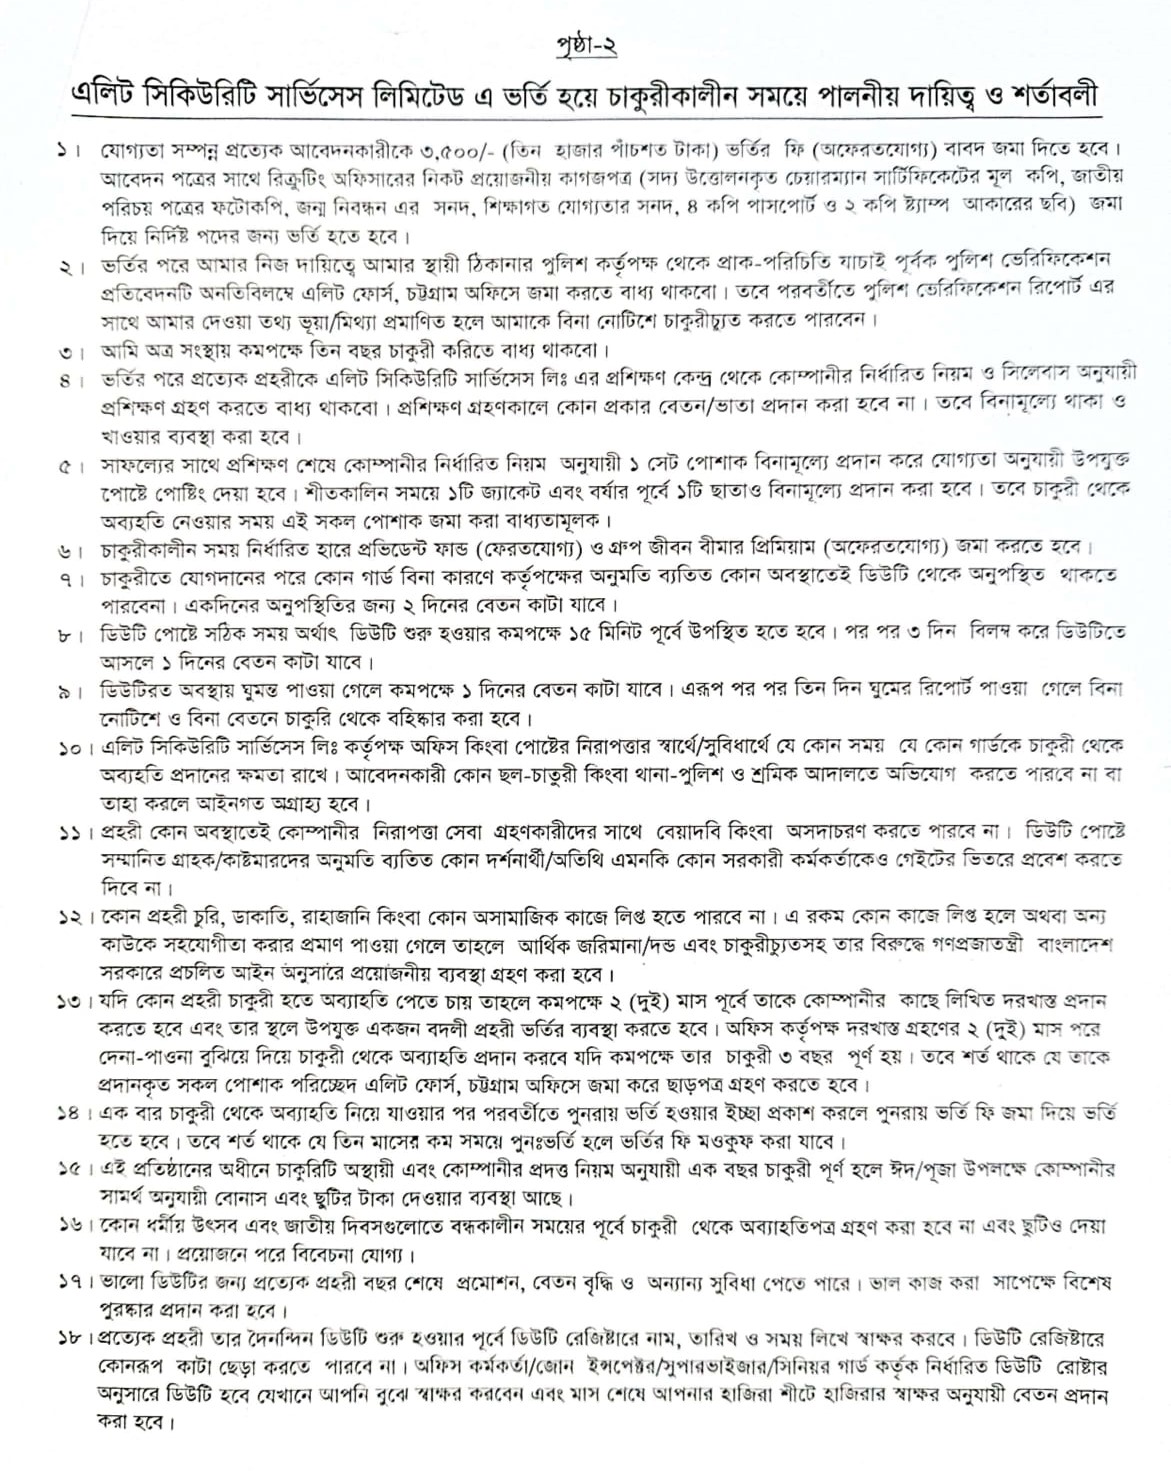 পৃষ্ঠা-২
এলিট সিকিউরিটি সার্ভিসেস লিমিটেড এ ভর্তি হয়ে চাকুরীকালীন সময়ে পালনীয় দায়িত্ব ও শর্তাবলী
১। যোগ্যতা সম্পন্ন প্রত্যেক আবেদনকারীকে ৩,৫০০/- (তিন হাজার পাঁচশত টাকা) ভর্তির ফি (অফেরতযোগ্য) বাবদ জমা দিতে হবে।
আবেদন পত্রের সাথে রিক্রুটিং অফিসারের নিকট প্রয়োজনীয় কাগজপত্র (সদ্য উত্তোলনকৃত চেয়ারম্যান সার্টিফিকেটের মূল কপি, জাতীয়
পরিচয় পত্রের ফটোকপি, জন্ম নিবন্ধন এর সনদ, শিক্ষাগত যোগ্যতার সনদ, ৪ কপি পাসপোর্ট ও ২ কপি ষ্ট্যাম্প আকারের ছবি) জমা
দিয়ে নির্দিষ্ট পদের জন্য ভর্তি হতে হবে।
২। ভর্তির পরে আমার নিজ দায়িত্বে আমার স্থায়ী ঠিকানার পুলিশ কর্তৃপক্ষ থেকে প্রাক-পরিচিতি যাচাই পূর্বক পুলিশ ভেরিফিকেশন
প্রতিবেদনটি অনতিবিলম্বে এলিট ফোর্স, চট্টগ্রাম অফিসে জমা করতে বাধ্য থাকবো। তবে পরবর্তীতে পুলিশ ভেরিফিকেশন রিপোর্ট এর
সাথে আমার দেওয়া তথ্য ভূয়া/মিথ্যা প্রমাণিত হলে আমাকে বিনা নোটিশে চাকুরীচ্যুত করতে পারবেন।
৩। আমি অত্র সংস্থায় কমপক্ষে তিন বছর চাকুরী করিতে বাধ্য থাকবো।
৪। ভর্তির পরে প্রত্যেক প্রহরীকে এলিট সিকিউরিটি সার্ভিসেস লিঃ এর প্রশিক্ষণ কেন্দ্র থেকে কোম্পানীর নির্ধারিত নিয়ম ও সিলেবাস অনুযায়ী
প্রশিক্ষণ গ্রহণ করতে বাধ্য থাকবো। প্রশিক্ষণ গ্রহণকালে কোন প্রকার বেতন/ভাতা প্রদান করা হবে না। তবে বিনামূল্যে থাকা ও
খাওয়ার ব্যবস্থা করা হবে।
৫। সাফল্যের সাথে প্রশিক্ষণ শেষে কোম্পানীর নির্ধারিত নিয়ম অনুযায়ী ১ সেট পোশাক বিনামূল্যে প্রদান করে যোগ্যতা অনুযায়ী উপযুক্ত
পোষ্টে পোষ্টিং দেয়া হবে। শীতকালিন সময়ে ১টি জ্যাকেট এবং বর্ষার পূর্বে ১টি ছাতাও বিনামূল্যে প্রদান করা হবে। তবে চাকুরী থেকে
অব্যহতি নেওয়ার সময় এই সকল পোশাক জমা করা বাধ্যতামূলক।
৬। চাকুরীকালীন সময় নির্ধারিত হারে প্রভিডেন্ট ফান্ড (ফেরতযোগ্য) ও গ্রুপ জীবন বীমার প্রিমিয়াম (অফেরতযোগ্য) জমা করতে হবে।
৭। চাকুরীতে যোগদানের পরে কোন গার্ড বিনা কারণে কর্তৃপক্ষের অনুমতি ব্যতিত কোন অবস্থাতেই ডিউটি থেকে অনুপস্থিত থাকতে
পারবেনা। একদিনের অনুপস্থিতির জন্য ২ দিনের বেতন কাটা যাবে।
৮। ডিউটি পোষ্টে সঠিক সময় অর্থাৎ ডিউটি শুরু হওয়ার কমপক্ষে ১৫ মিনিট পূর্বে উপস্থিত হতে হবে। পর পর ৩ দিন বিলম্ব করে ডিউটিতে
আসলে ১ দিনের বেতন কাটা যাবে।
৯। ডিউটিরত অবস্থায় ঘুমন্ত পাওয়া গেলে কমপক্ষে ১ দিনের বেতন কাটা যাবে। এরূপ পর পর তিন দিন ঘুমের রিপোর্ট পাওয়া গেলে বিনা
নোটিশে ও বিনা বেতনে চাকুরি থেকে বহিষ্কার করা হবে।
১০। এলিট সিকিউরিটি সার্ভিসেস লিঃ কর্তৃপক্ষ অফিস কিংবা পোষ্টের নিরাপত্তার স্বার্থে/সুবিধার্থে যে কোন সময় যে কোন গার্ডকে চাকুরী থেকে
অব্যহতি প্রদানের ক্ষমতা রাখে। আবেদনকারী কোন ছল-চাতুরী কিংবা থানা-পুলিশ ও শ্রমিক আদালতে অভিযোগ করতে পারবে না বা
তাহা করলে আইনগত অগ্রাহ্য হবে।
১১। প্রহরী কোন অবস্থাতেই কোম্পানীর নিরাপত্তা সেবা গ্রহণকারীদের সাথে বেয়াদবি কিংবা অসদাচরণ করতে পারবে না। ডিউটি পোষ্টে
সম্মানিত গ্রাহক/কাষ্টমারদের অনুমতি ব্যতিত কোন দর্শনার্থী/অতিথি এমনকি কোন সরকারী কর্মকর্তাকেও গেইটের ভিতরে প্রবেশ করতে
দিবে না।
১২। কোন প্রহরী চুরি, ডাকাতি, রাহাজানি কিংবা কোন অসামাজিক কাজে লিপ্ত হতে পারবে না। এ রকম কোন কাজে লিপ্ত হলে অথবা অন্য
কাউকে সহযোগীতা করার প্রমাণ পাওয়া গেলে তাহলে আর্থিক জরিমানা/দন্ড এবং চাকুরীচ্যুতসহ তার বিরুদ্ধে গণপ্রজাতন্ত্রী বাংলাদেশ
সরকারে প্রচলিত আইন অনুসারে প্রয়োজনীয় ব্যবস্থা গ্রহণ করা হবে।
১৩। যদি কোন প্রহরী চাকুরী হতে অব্যাহতি পেতে চায় তাহলে কমপক্ষে ২ (দুই) মাস পূর্বে তাকে কোম্পানীর কাছে লিখিত দরখাস্ত প্রদান
করতে হবে এবং তার স্থলে উপযুক্ত একজন বদলী প্রহরী ভর্তির ব্যবস্থা করতে হবে। অফিস কর্তৃপক্ষ দরখাস্ত গ্রহণের ২ (দুই) মাস পরে
দেনা-পাওনা বুঝিয়ে দিয়ে চাকুরী থেকে অব্যাহতি প্রদান করবে যদি কমপক্ষে তার চাকুরী ৩ বছর পূর্ণ হয়। তবে শর্ত থাকে যে তাকে
প্রদানকৃত সকল পোশাক পরিচ্ছেদ এলিট ফোর্স, চট্টগ্রাম অফিসে জমা করে ছাড়পত্র গ্রহণ করতে হবে।
১৪। এক বার চাকুরী থেকে অব্যাহতি নিয়ে যাওয়ার পর পরবর্তীতে পুনরায় ভর্তি হওয়ার ইচ্ছা প্রকাশ করলে পুনরায় ভর্তি ফি জমা দিয়ে ভর্তি
হতে হবে। তবে শর্ত থাকে যে তিন মাসের কম সময়ে পুনঃভর্তি হলে ভর্তির ফি মওকুফ করা যাবে।
১৫। এই প্রতিষ্ঠানের অধীনে চাকুরিটি অস্থায়ী এবং কোম্পানীর প্রদত্ত নিয়ম অনুযায়ী এক বছর চাকুরী পূর্ণ হলে ঈদ/পূজা উপলক্ষে কোম্পানীর
সামর্থ অনুযায়ী বোনাস এবং ছুটির টাকা দেওয়ার ব্যবস্থা আছে।
১৬। কোন ধর্মীয় উৎসব এবং জাতীয় দিবসগুলোতে বন্ধকালীন সময়ের পূর্বে চাকুরী থেকে অব্যাহতিপত্র গ্রহণ করা হবে না এবং ছুটিও দেয়া
যাবে না। প্রয়োজনে পরে বিবেচনা যোগ্য।
১৭। ভালো ডিউটির জন্য প্রত্যেক প্রহরী বছর শেষে প্রমোশন, বেতন বৃদ্ধি ও অন্যান্য সুবিধা পেতে পারে। ভাল কাজ করা সাপেক্ষে বিশেষ
পুরষ্কার প্রদান করা হবে।
১৮। প্রত্যেক প্রহরী তার দৈনন্দিন ডিউটি শুরু হওয়ার পূর্বে ডিউটি রেজিষ্টারে নাম, তারিখ ও সময় লিখে স্বাক্ষর করবে। ডিউটি রেজিষ্টারে
কোনরূপ কাটা ছেড়া করতে পারবে না। অফিস কর্মকর্তা/জোন ইন্সপেক্টর/সুপারভাইজার/সিনিয়র গার্ড কর্তৃক নির্ধারিত ডিউটি রোষ্টার
অনুসারে ডিউটি হবে যেখানে আপনি বুঝে স্বাক্ষর করবেন এবং মাস শেষে আপনার হাজিরা শীটে হাজিরার স্বাক্ষর অনুযায়ী বেতন প্রদান
করা হবে।